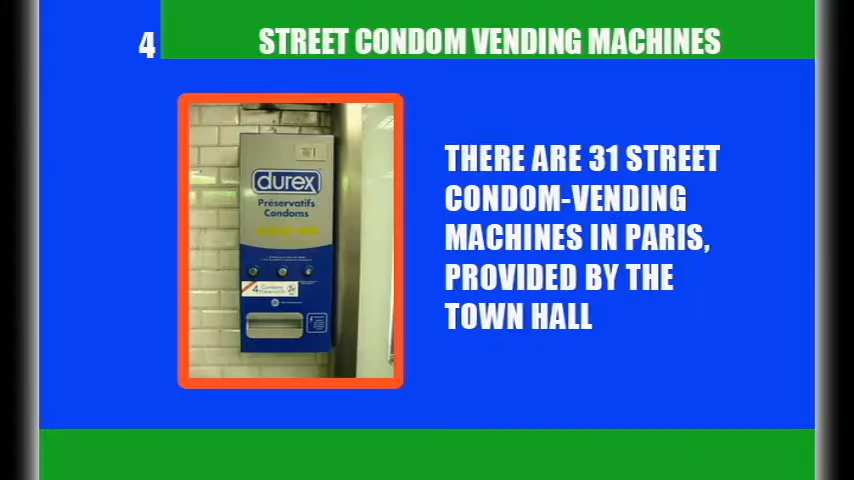 4
STREET CONDOM VENDING MACHINES
THERE ARE 31 STREET
CONDOM-VENDING
MACHINES IN PARIS,
PROVIDED BY THE
TOWN HALL
durex
Préservatifs
Condoms
4